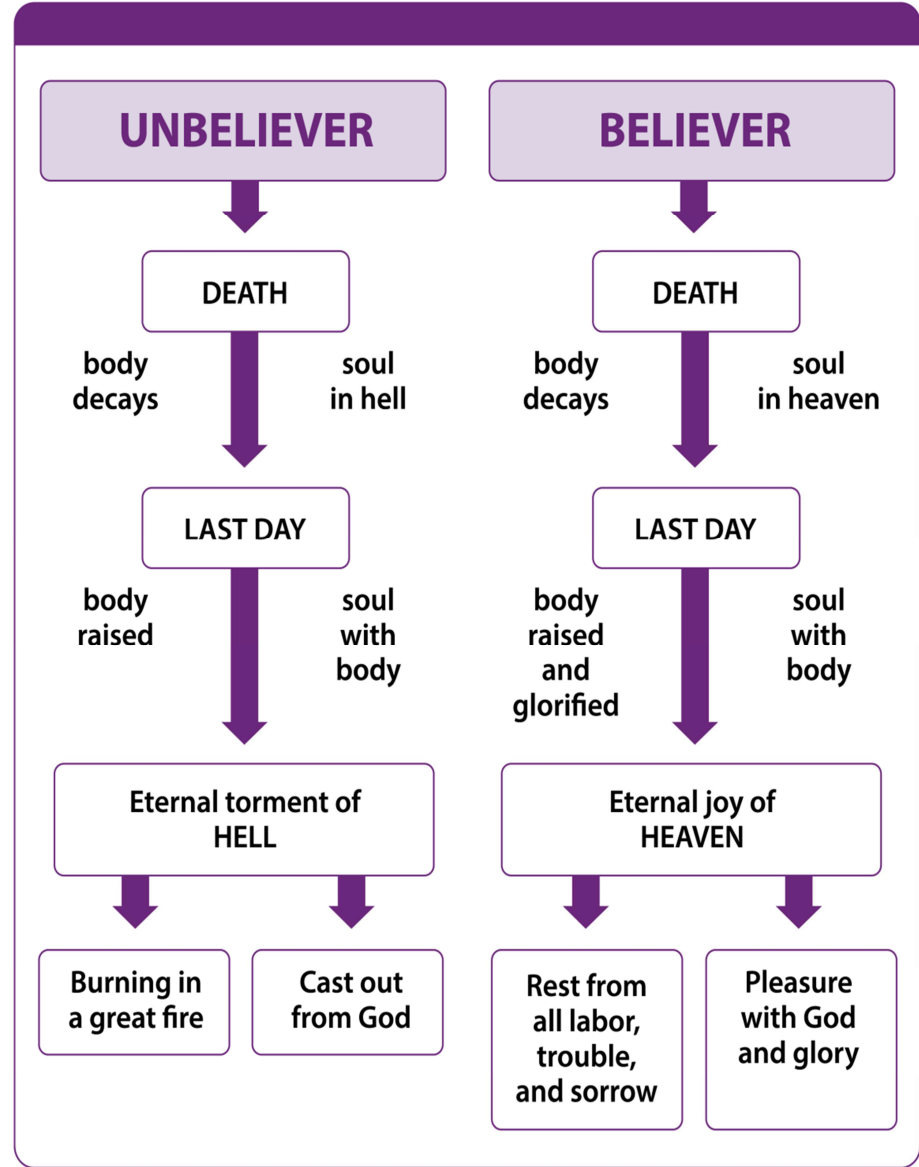 UNBELIEVER
DEATH
body
decays
soul
in hell
LAST DAY
body
raised
soul
with
body
Eternal torment of
HELL
Burning in
a great fire
Cast out
from God
BELIEVER
DEATH
body
decays
soul
in heaven
LAST DAY
body
raised
and
glorified
soul
with
body
Eternal joy of
HEAVEN
Rest from
all labor,
trouble,
and sorrow
Pleasure
with God
and glory